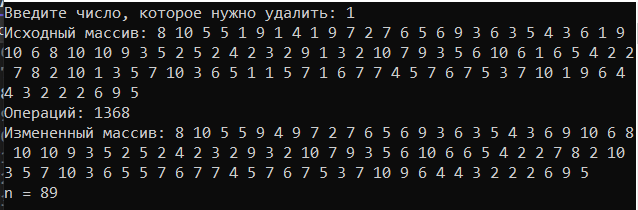 Введите число, которое нужно удалить: 1
Исходный массив: 8 10 5 5 1 9 1 4 1 9 7 2 7 6 5 6 9 3 6 3 5 4 3 6 1 9
10 6 8 10 10 9 3 5 2 5 2 4 2 3 2 9 1 3 2 10 7 9 3 5 6 10 6 1 6 5 4 2 2
7 8 2 10 1 3 5 7 10 3 6 5 1 1 5 7 1 6 7 7 4 5 7 6 7 5 3 7 10 1 9 6 4
4 3 2 2 2 6 9 5
Операций: 1368
Измененный массив: 8 10 5 5 9 4 9 7 2 7 6 5 6 9 3 6 3 5 4 3 6 9 10 6 8
10 10 9 3 5 2 5 2 4 2 3 2 9 3 2 10 7 9 3 5 6 10 6 6 5 4 2 2 7 8 2 10
3 5 7 10 3 6 5 5 7 6 7 7 4 5 7 6 7 5 3 7 10 9 6 4 4 3 2 2 2 6 9 5
n = 89